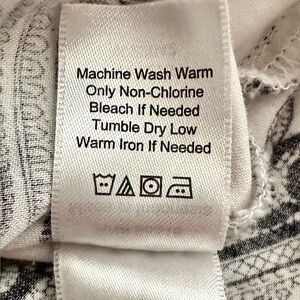 Machine Wash Warm
Only Non-Chlorine
Bleach If Needed
Tumble Dry Low
Warm Iron If Needed